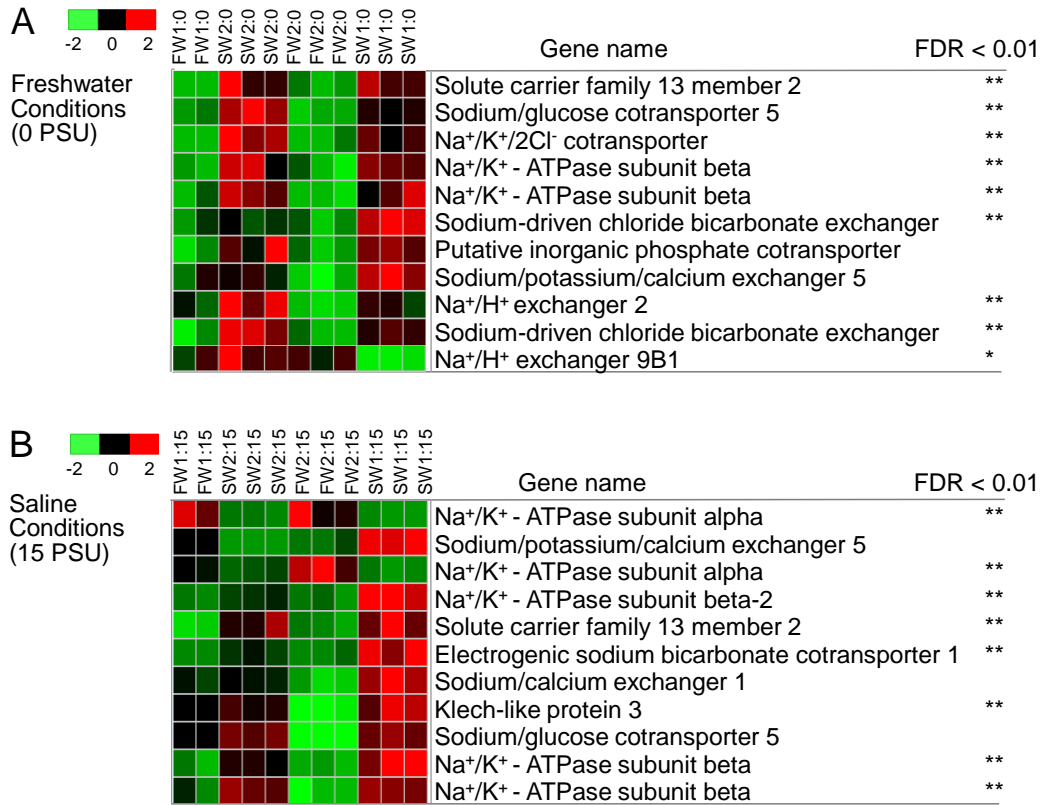 A
-2 0 2
FW1:0 FW1:0 SW2:0 SW2:0 SW2:0 FW2:0 FW2:0 FW2:0 SW1:0 SW1:0 SW1:0
Gene name FDR < 0.01
Freshwater
Conditions
(0 PSU)
Solute carrier family 13 member 2 **
Sodium/glucose cotransporter 5 **
Na⁺/K⁺/2Cl⁻ cotransporter **
Na⁺/K⁺ - ATPase subunit beta **
Na⁺/K⁺ - ATPase subunit beta **
Sodium-driven chloride bicarbonate exchanger **
Putative inorganic phosphate cotransporter
Sodium/potassium/calcium exchanger 5
Na⁺/H⁺ exchanger 2 **
Sodium-driven chloride bicarbonate exchanger **
Na⁺/H⁺ exchanger 9B1 *
B
-2 0 2
FW1:15 FW1:15 SW2:15 SW2:15 SW2:15 FW2:15 FW2:15 FW2:15 SW1:15 SW1:15 SW1:15
Gene name FDR < 0.01
Saline
Conditions
(15 PSU)
Na⁺/K⁺ - ATPase subunit alpha **
Sodium/potassium/calcium exchanger 5
Na⁺/K⁺ - ATPase subunit alpha **
Na⁺/K⁺ - ATPase subunit beta-2 **
Solute carrier family 13 member 2 **
Electrogenic sodium bicarbonate cotransporter 1 **
Sodium/calcium exchanger 1
Klech-like protein 3 **
Sodium/glucose cotransporter 5
Na⁺/K⁺ - ATPase subunit beta **
Na⁺/K⁺ - ATPase subunit beta **